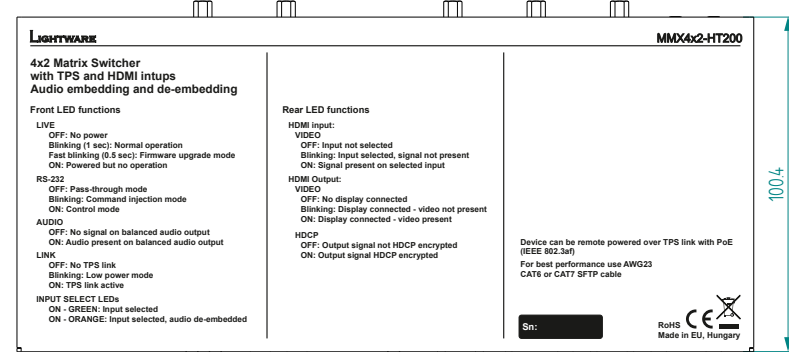 LIGHTWARE
MMX4x2-HT200
4x2 Matrix Switcher
with TPS and HDMI intups
Audio embedding and de-embedding
Front LED functions
LIVE
OFF: No power
Blinking (1 sec): Normal operation
Fast blinking (0.5 sec): Firmware upgrade mode
ON: Powered but no operation
RS-232
OFF: Pass-through mode
Blinking: Command injection mode
ON: Control mode
AUDIO
OFF: No signal on balanced audio output
ON: Audio present on balanced audio output
LINK
OFF: No TPS link
Blinking: Low power mode
ON: TPS link active
INPUT SELECT LEDs
ON - GREEN: Input selected
ON - ORANGE: Input selected, audio de-embedded
Rear LED functions
HDMI input:
VIDEO
OFF: Input not selected
Blinking: Input selected, signal not present
ON: Signal present on selected input
HDMI Output:
VIDEO
OFF: No display connected
Blinking: Display connected - video not present
ON: Display connected - video present
HDCP
OFF: Output signal not HDCP encrypted
ON: Output signal HDCP encrypted
Device can be remote powered over TPS link with PoE
(IEEE 802.3af)
For best performance use AWG23
CAT6 or CAT7 SFTP cable
Sn:
RoHS CE
Made in EU, Hungary
100.4